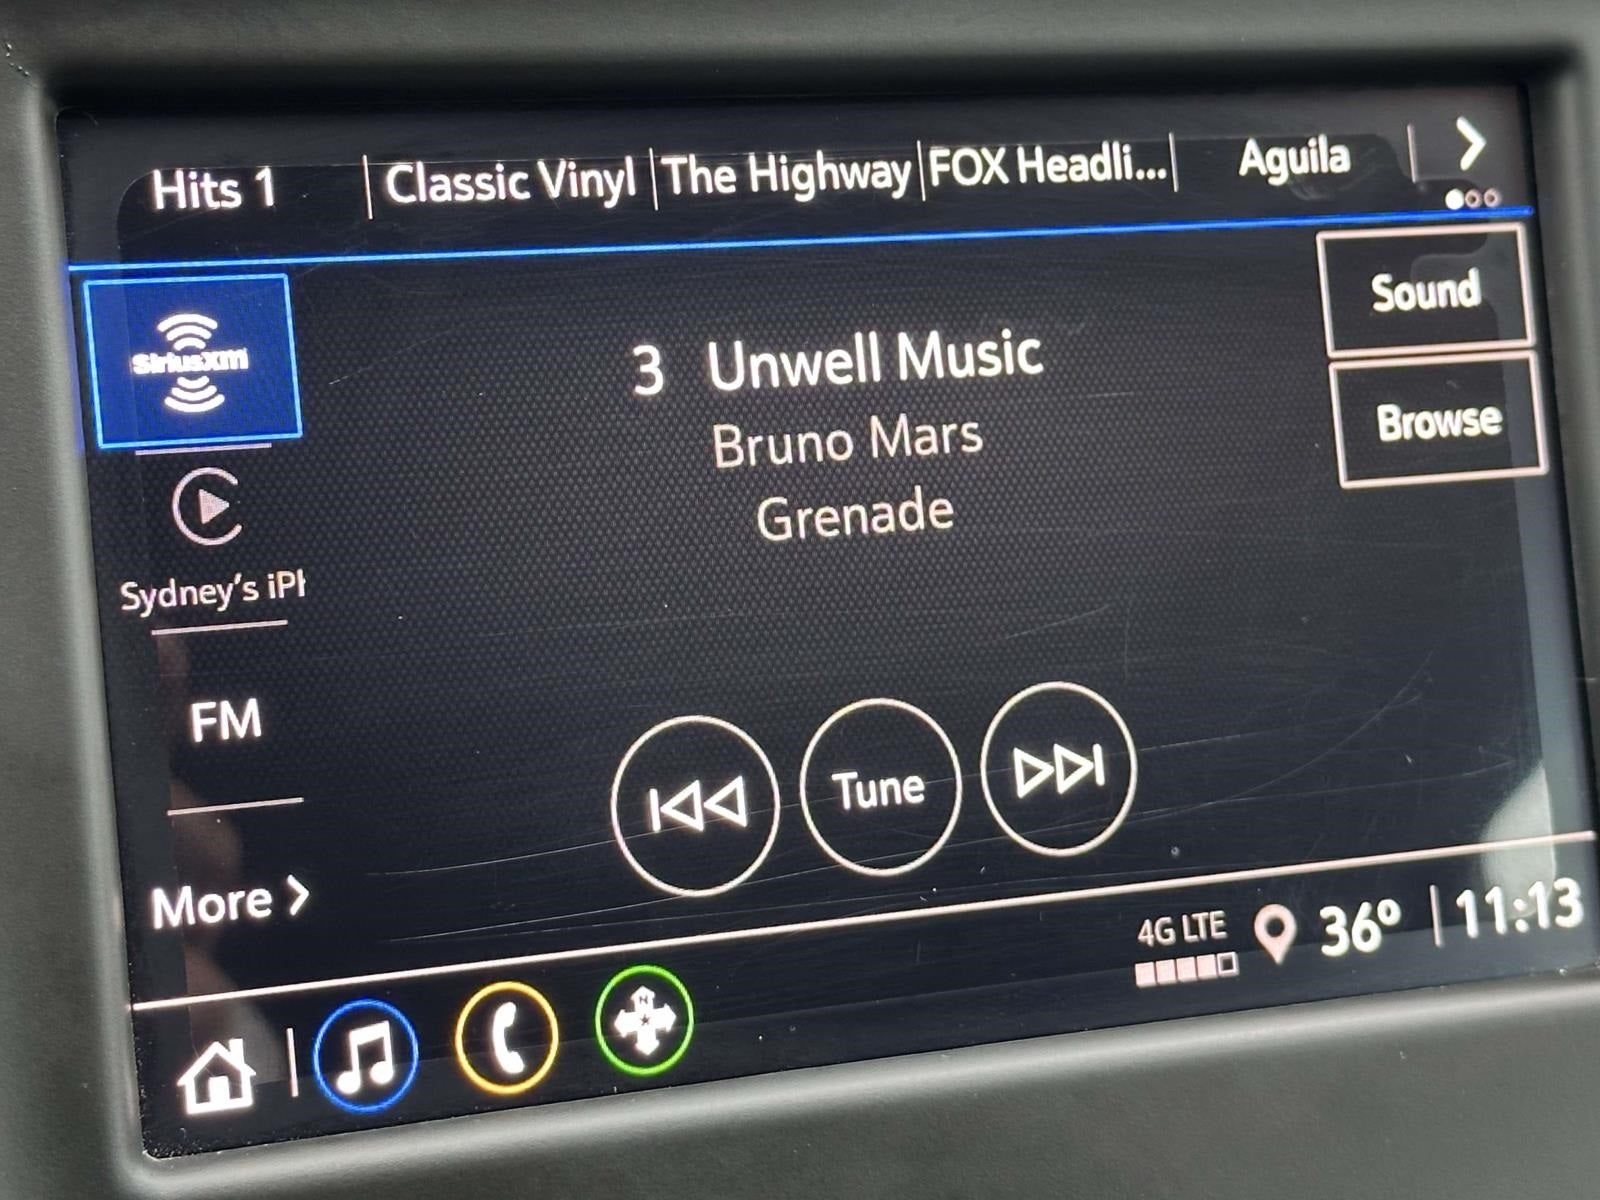 Hits 1
Classic Vinyl
The Highway
FOX Headli...
Aguila
SiriusXM
3 Unwell Music
Bruno Mars
Grenade
Sound
Browse
Sydney's iPh
FM
More
Tune
4G LTE
36°
11:13
N